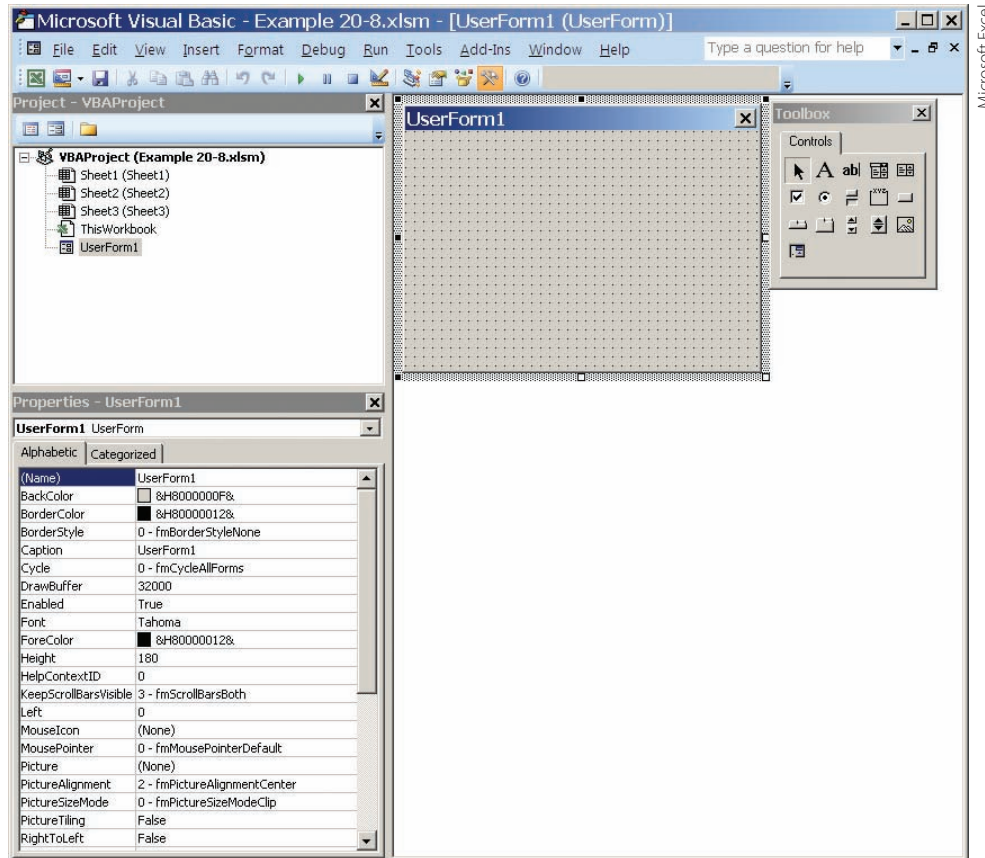 Microsoft Visual Basic - Example 20-8.xlsm - [UserForm1 (UserForm)]
File Edit View Insert Format Debug Run Tools Add-Ins Window Help Type a question for help
Project - VBAProject
VBAProject (Example 20-8.xlsm)
Sheet1 (Sheet1)
Sheet2 (Sheet2)
Sheet3 (Sheet3)
ThisWorkbook
UserForm1
UserForm1
Toolbox
Controls
A ab
XYZ
Properties - UserForm1
UserForm1 UserForm
Alphabetic Categorized
(Name) UserForm1
BackColor &H8000000F&
BorderColor &H80000012&
BorderStyle 0 - fmBorderStyleNone
Caption UserForm1
Cycle 0 - fmCycleAllForms
DrawBuffer 32000
Enabled True
Font Tahoma
ForeColor &H80000012&
Height 180
HelpContextID 0
KeepScrollBarsVisible 3 - fmScrollBarsBoth
Left 0
MouseIcon (None)
MousePointer 0 - fmMousePointerDefault
Picture (None)
PictureAlignment 2 - fmPictureAlignmentCenter
PictureSizeMode 0 - fmPictureSizeModeClip
PictureTiling False
RightToLeft False
Microsoft Excel